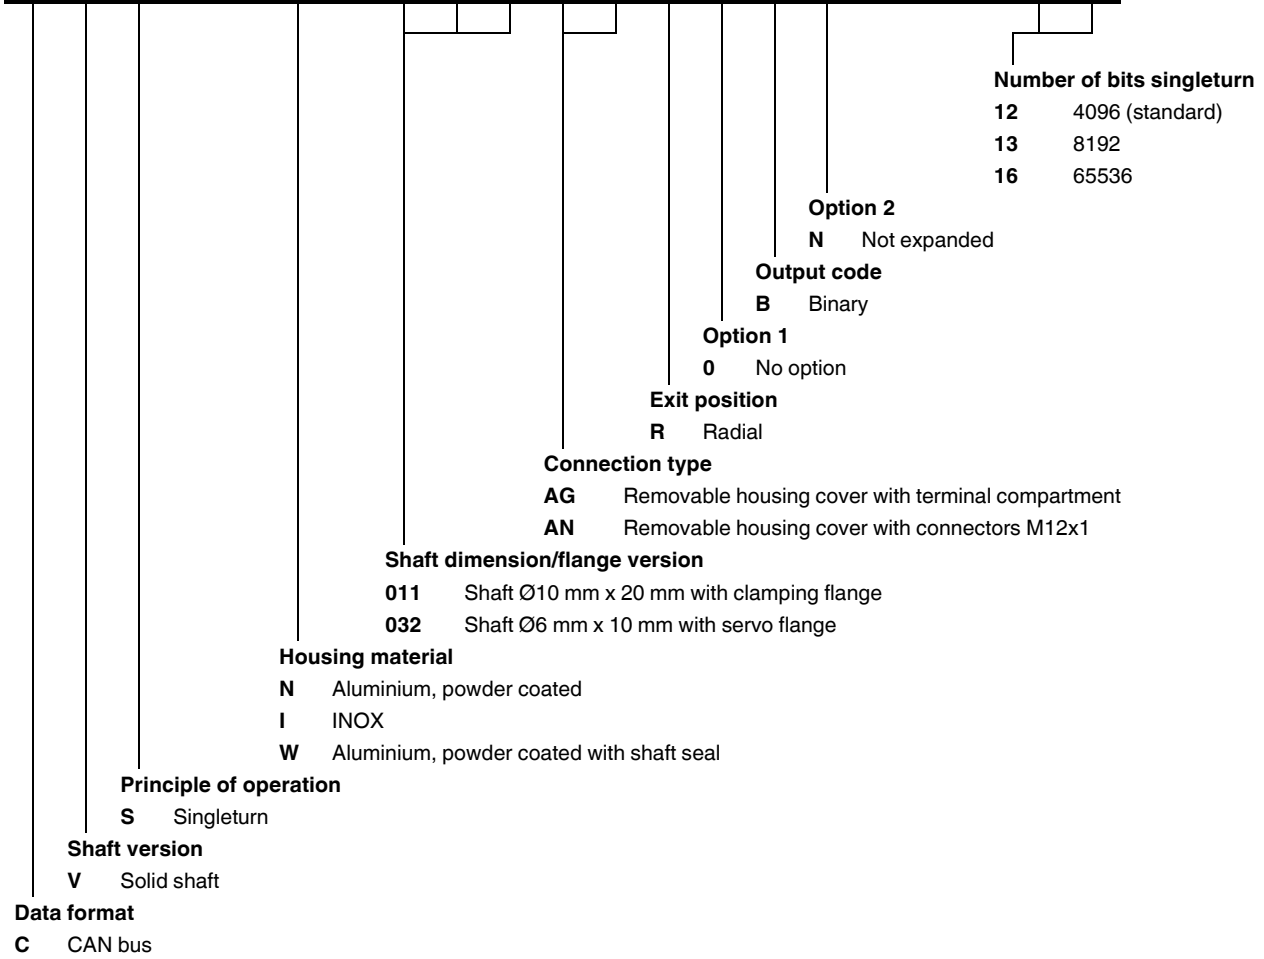 Number of bits singleturn
12 4096 (standard)
13 8192
16 65536
Option 2
N Not expanded
Output code
B Binary
Option 1
0 No option
Exit position
R Radial
Connection type
AG Removable housing cover with terminal compartment
AN Removable housing cover with connectors M12x1
Shaft dimension/flange version
011 Shaft Ø10 mm x 20 mm with clamping flange
032 Shaft Ø6 mm x 10 mm with servo flange
Housing material
N Aluminium, powder coated
I INOX
W Aluminium, powder coated with shaft seal
Principle of operation
S Singleturn
Shaft version
V Solid shaft
Data format
C CAN bus